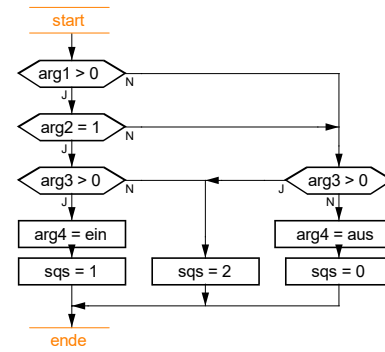 start
arg1 > 0
N
J
arg2 = 1
N
J
arg3 > 0
N
J
arg3 > 0
J
N
arg4 = ein
arg4 = aus
sqs = 1
sqs = 2
sqs = 0
ende